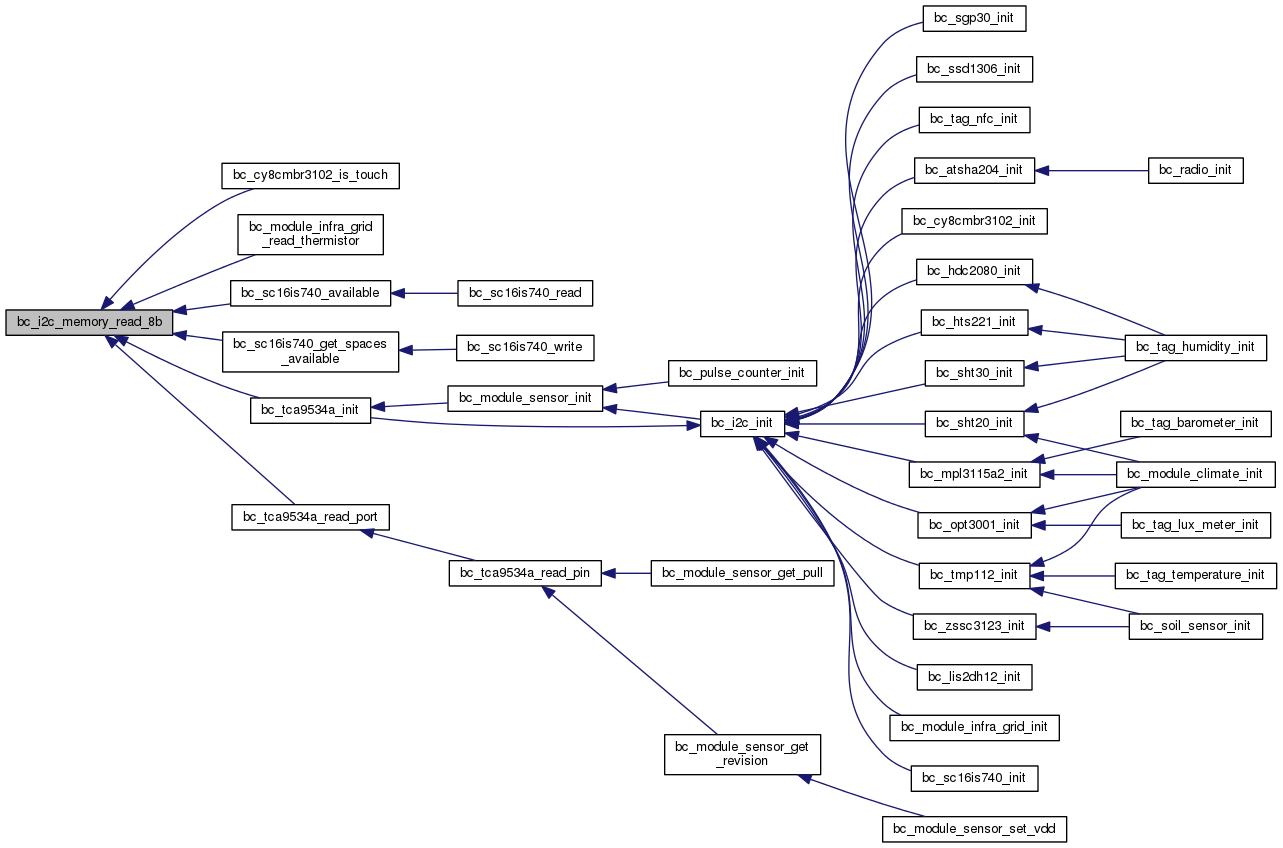 bc_sgp30_init
bc_ssd1306_init
bc_tag_nfc_init
bc_atsha204_init
bc_radio_init
bc_cy8cmbr3102_is_touch
bc_cy8cmbr3102_init
bc_module_infra_grid
_read_thermistor
bc_hdc2080_init
bc_sc16is740_available
bc_sc16is740_read
bc_i2c_memory_read_8b
bc_hts221_init
bc_sc16is740_get_spaces
_available
bc_sc16is740_write
bc_tag_humidity_init
bc_pulse_counter_init
bc_sht30_init
bc_module_sensor_init
bc_tca9534a_init
bc_i2c_init
bc_sht20_init
bc_tag_barometer_init
bc_mpl3115a2_init
bc_module_climate_init
bc_tca9534a_read_port
bc_opt3001_init
bc_tag_lux_meter_init
bc_tca9534a_read_pin
bc_module_sensor_get_pull
bc_tmp112_init
bc_tag_temperature_init
bc_zssc3123_init
bc_soil_sensor_init
bc_lis2dh12_init
bc_module_infra_grid_init
bc_module_sensor_get
_revision
bc_sc16is740_init
bc_module_sensor_set_vdd